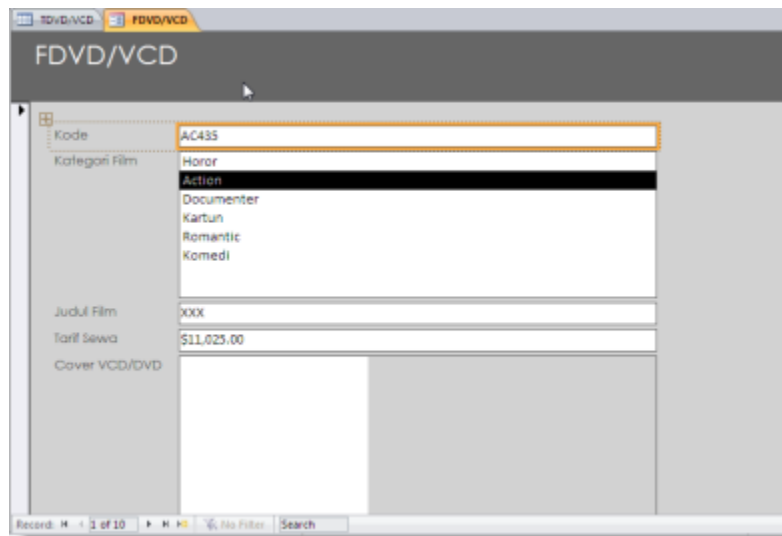 TDVD/VCD FDVD/VCD
FDVD/VCD
Kode AC435
Kategori Film Horor
Action
Documenter
Kartun
Romantic
Komedi
Judul Film XXX
Tarif Sewa $11,025.00
Cover VCD/DVD
Record: 1 of 10 No Filter Search